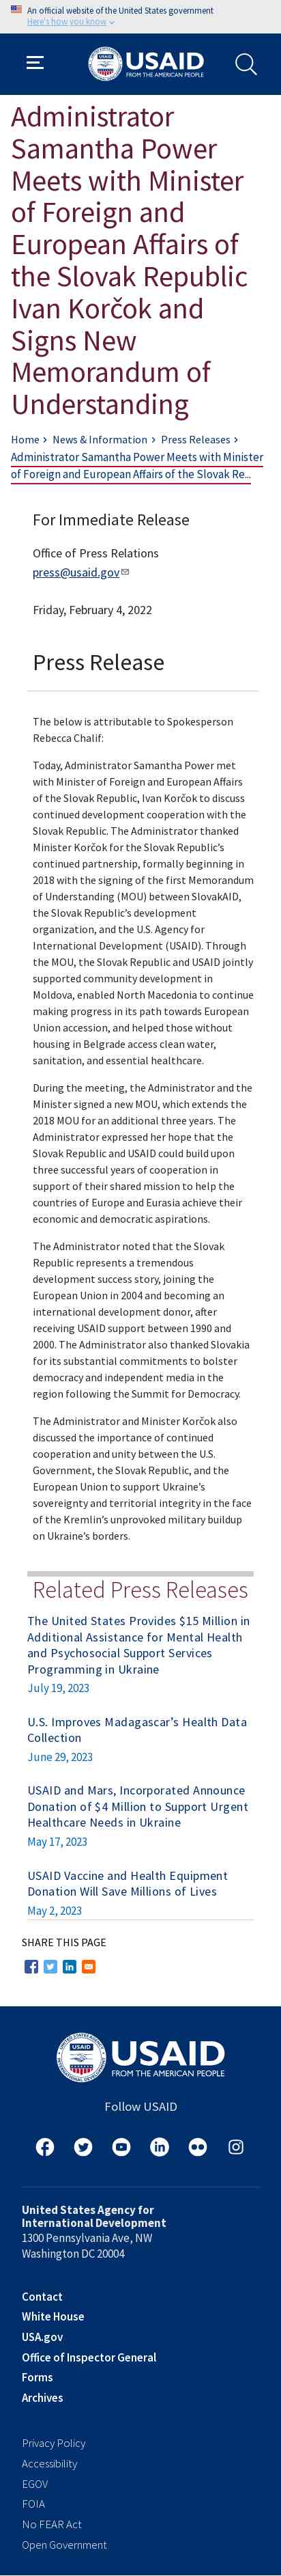 An official website of the United States government
Here's how you know
USAID
FROM THE AMERICAN PEOPLE
Administrator
Samantha Power
Meets with Minister
of Foreign and
European Affairs of
the Slovak Republic
Ivan Korčok and
Signs New
Memorandum of
Understanding
Home › News & Information › Press Releases ›
Administrator Samantha Power Meets with Minister
of Foreign and European Affairs of the Slovak Re...
For Immediate Release
Office of Press Relations
press@usaid.gov
Friday, February 4, 2022
Press Release
The below is attributable to Spokesperson
Rebecca Chalif:
Today, Administrator Samantha Power met
with Minister of Foreign and European Affairs
of the Slovak Republic, Ivan Korčok to discuss
continued development cooperation with the
Slovak Republic. The Administrator thanked
Minister Korčok for the Slovak Republic's
continued partnership, formally beginning in
2018 with the signing of the first Memorandum
of Understanding (MOU) between SlovakAID,
the Slovak Republic's development
organization, and the U.S. Agency for
International Development (USAID). Through
the MOU, the Slovak Republic and USAID jointly
supported community development in
Moldova, enabled North Macedonia to continue
making progress in its path towards European
Union accession, and helped those without
housing in Belgrade access clean water,
sanitation, and essential healthcare.
During the meeting, the Administrator and the
Minister signed a new MOU, which extends the
2018 MOU for an additional three years. The
Administrator expressed her hope that the
Slovak Republic and USAID could build upon
three successful years of cooperation in
support of their shared mission to help the
countries of Europe and Eurasia achieve their
economic and democratic aspirations.
The Administrator noted that the Slovak
Republic represents a tremendous
development success story, joining the
European Union in 2004 and becoming an
international development donor, after
receiving USAID support between 1990 and
2000. The Administrator also thanked Slovakia
for its substantial commitments to bolster
democracy and independent media in the
region following the Summit for Democracy.
The Administrator and Minister Korčok also
discussed the importance of continued
cooperation and unity between the U.S.
Government, the Slovak Republic, and the
European Union to support Ukraine's
sovereignty and territorial integrity in the face
of the Kremlin's unprovoked military buildup
on Ukraine's borders.
Related Press Releases
The United States Provides $15 Million in
Additional Assistance for Mental Health
and Psychosocial Support Services
Programming in Ukraine
July 19, 2023
U.S. Improves Madagascar's Health Data
Collection
June 29, 2023
USAID and Mars, Incorporated Announce
Donation of $4 Million to Support Urgent
Healthcare Needs in Ukraine
May 17, 2023
USAID Vaccine and Health Equipment
Donation Will Save Millions of Lives
May 2, 2023
SHARE THIS PAGE
USAID
FROM THE AMERICAN PEOPLE
Follow USAID
United States Agency for
International Development
1300 Pennsylvania Ave, NW
Washington DC 20004
Contact
White House
USA.gov
Office of Inspector General
Forms
Archives
Privacy Policy
Accessibility
EGOV
FOIA
No FEAR Act
Open Government